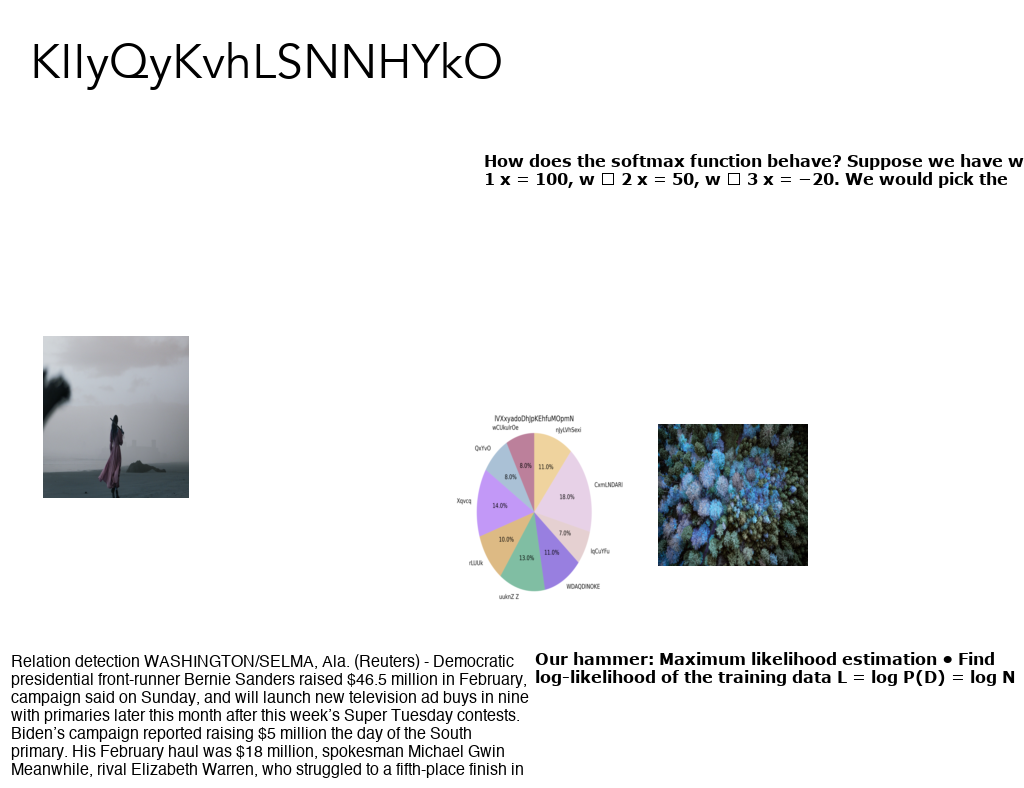 KIIyQyKvhLSNNHYkO
How does the softmax function behave? Suppose we have w
1 x = 100, w □ 2 x = 50, w □ 3 x = −20. We would pick the
IVXxyadoDhJpKEhfuMOpmN
wCUkuIrOe
nJyLVhSexi
QxYvO
8.0%
11.0%
8.0%
CxmLNDARI
18.0%
Xqvcq
14.0%
7.0%
10.0%
IqCuYFu
13.0%
11.0%
rLUUk
WDAQDINOKE
uuknZ Z
Relation detection WASHINGTON/SELMA, Ala. (Reuters) - Democratic
presidential front-runner Bernie Sanders raised $46.5 million in February,
campaign said on Sunday, and will launch new television ad buys in nine
with primaries later this month after this week’s Super Tuesday contests.
Biden’s campaign reported raising $5 million the day of the South
primary. His February haul was $18 million, spokesman Michael Gwin
Meanwhile, rival Elizabeth Warren, who struggled to a fifth-place finish in
Our hammer: Maximum likelihood estimation • Find
log-likelihood of the training data L = log P(D) = log N